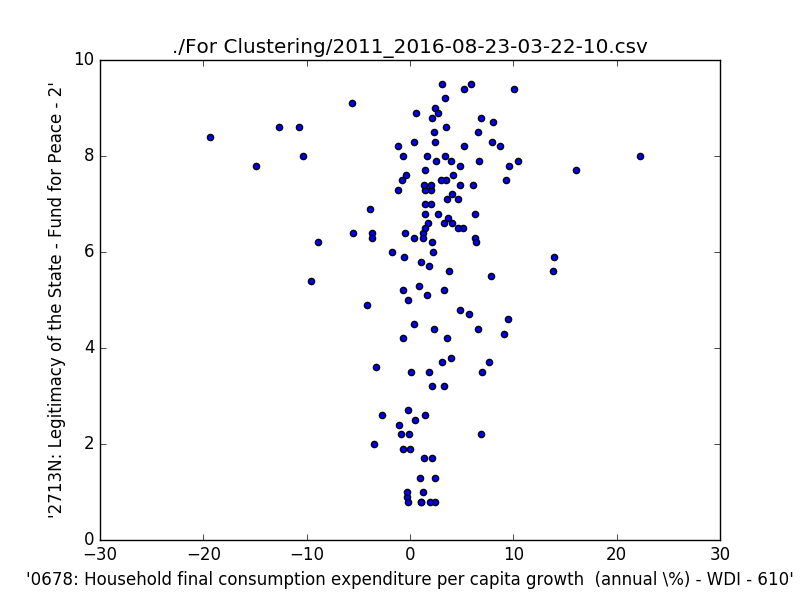 ./For Clustering/2011_2016-08-23-03-22-10.csv
'2713N: Legitimacy of the State - Fund for Peace - 2'
10
8
6
4
2
0
−30 −20 −10 0 10 20 30
'0678: Household final consumption expenditure per capita growth  (annual \%) - WDI - 610'